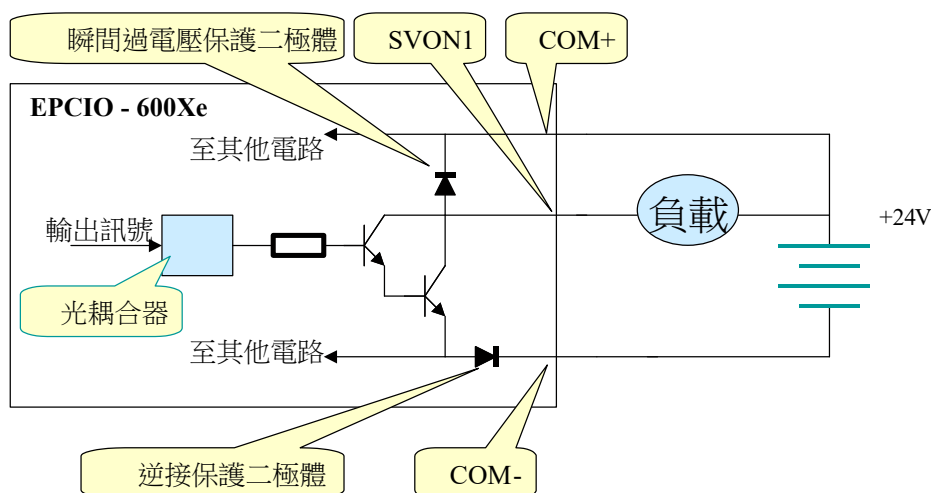 瞬間過電壓保護二極體
SVON1
COM+
EPCIO - 600Xe
至其他電路
輸出訊號
負載
+24V
光耦合器
至其他電路
逆接保護二極體
COM-